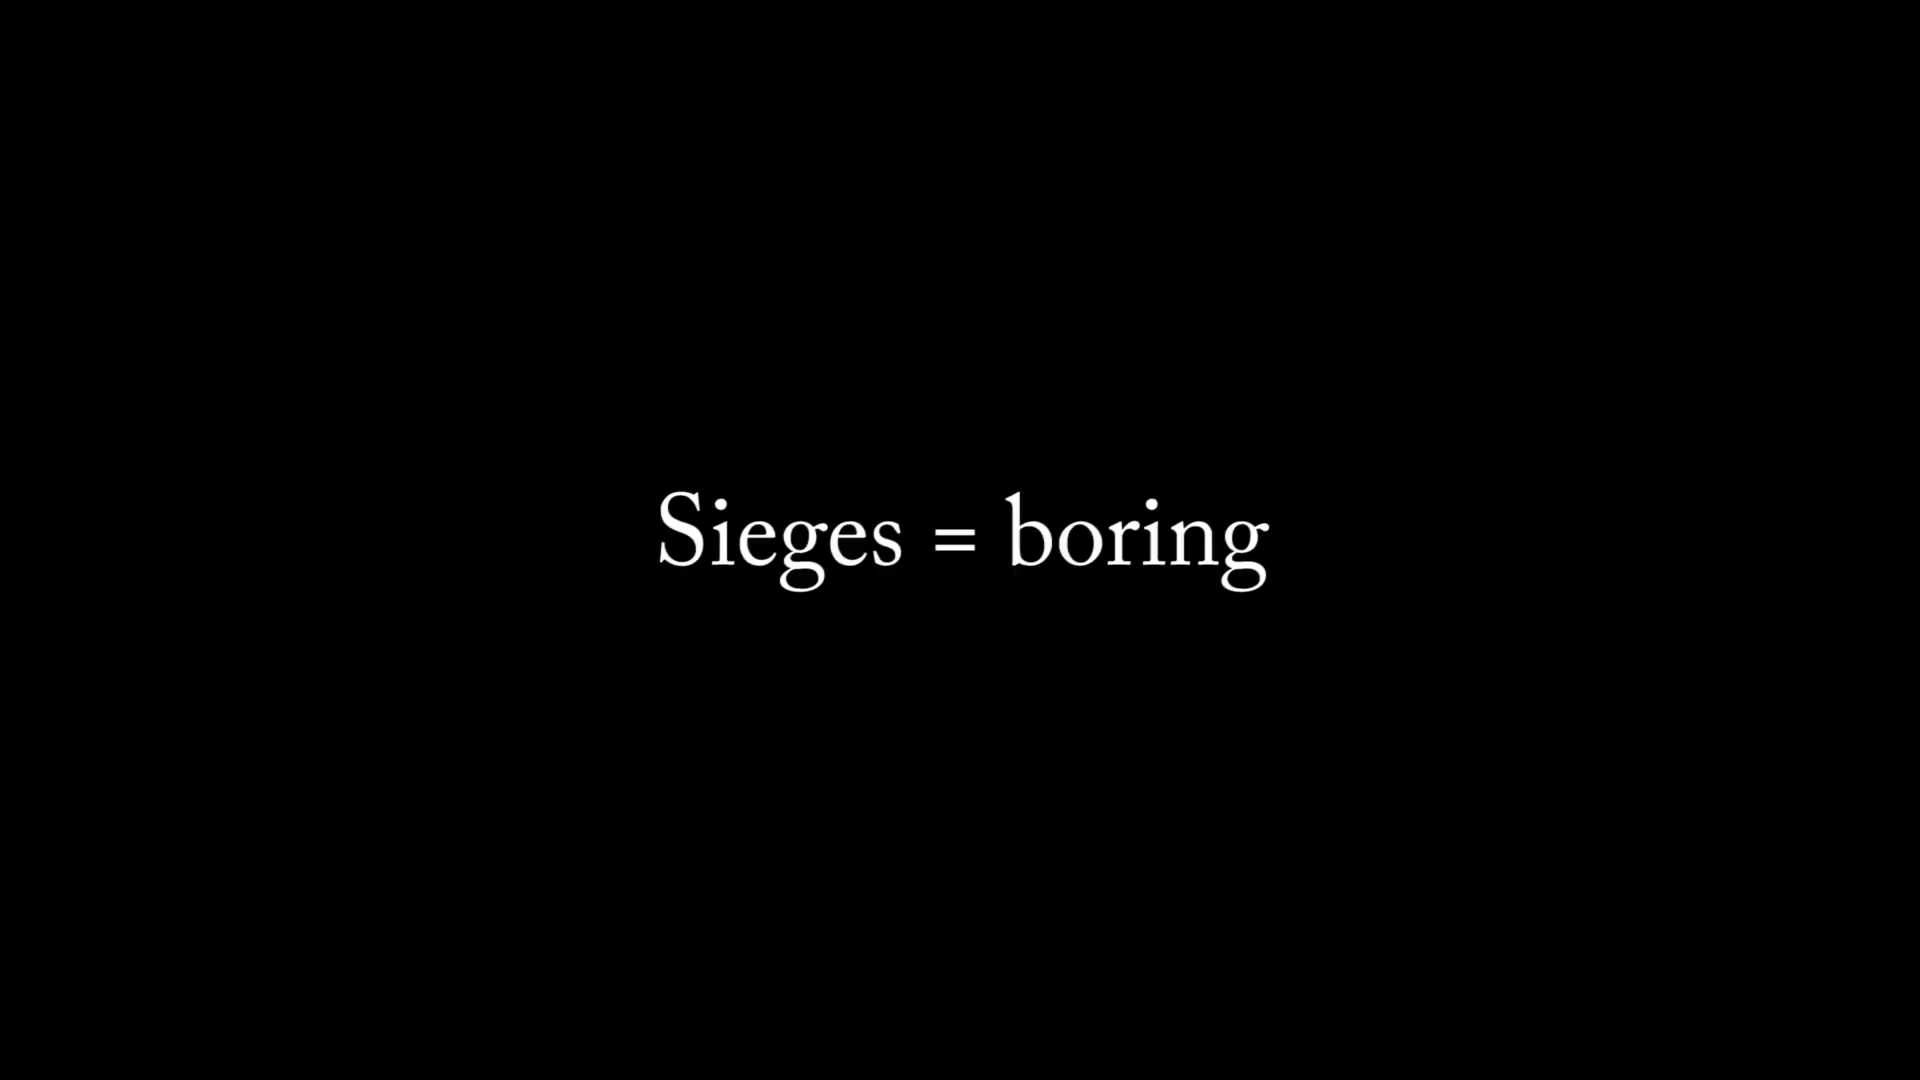 Sieges = boring